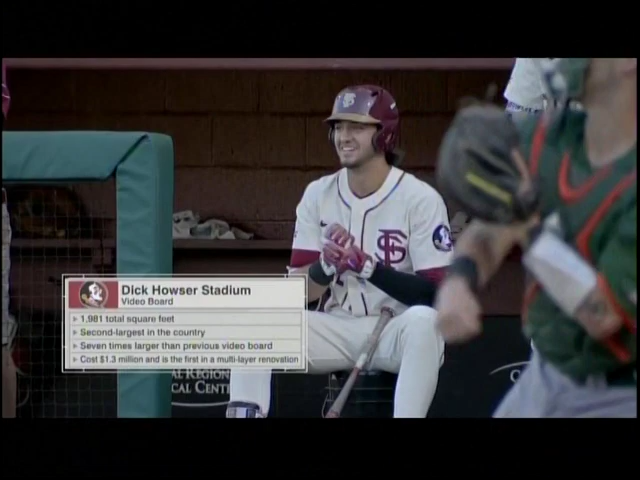 FS
Dick Howser Stadium
Video Board
1,981 total square feet
Second-largest in the country
Seven times larger than previous video board
Cost $1.3 million and is the first in a multi-layer renovation
AL REGION
CAL CENT